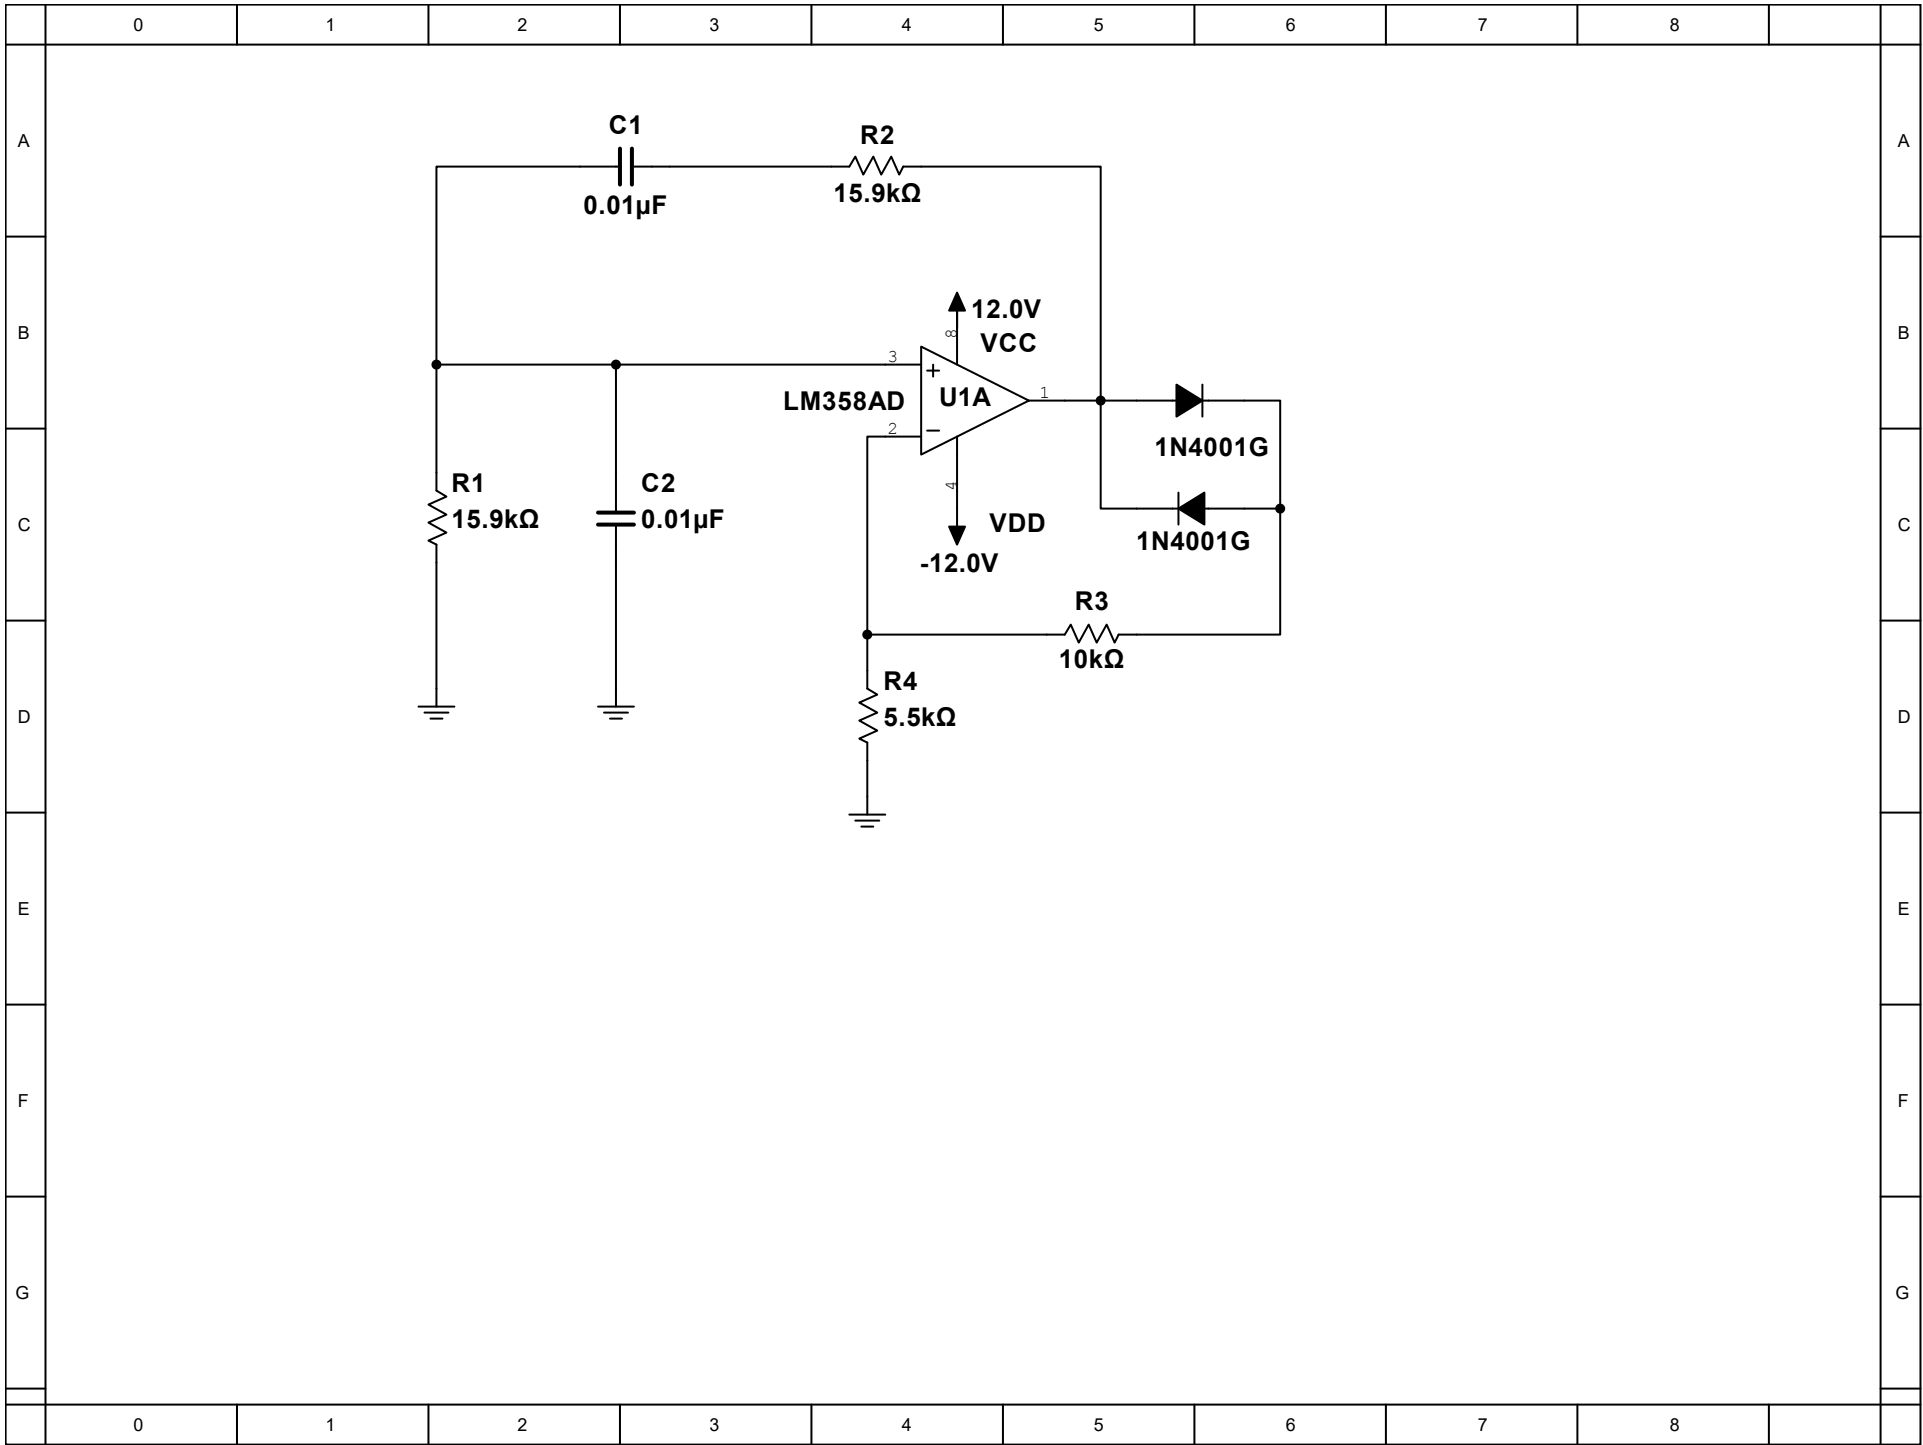 0 1 2 3 4 5 6 7 8
A A
C1
R2
0.01µF
15.9kΩ
B B
12.0V
8
VCC
3
+
LM358AD
U1A
1
2
−
1N4001G
R1
15.9kΩ
C2
0.01µF
4
VDD
1N4001G
-12.0V
C C
R3
10kΩ
R4
5.5kΩ
D D
E E
F F
G G
0 1 2 3 4 5 6 7 8